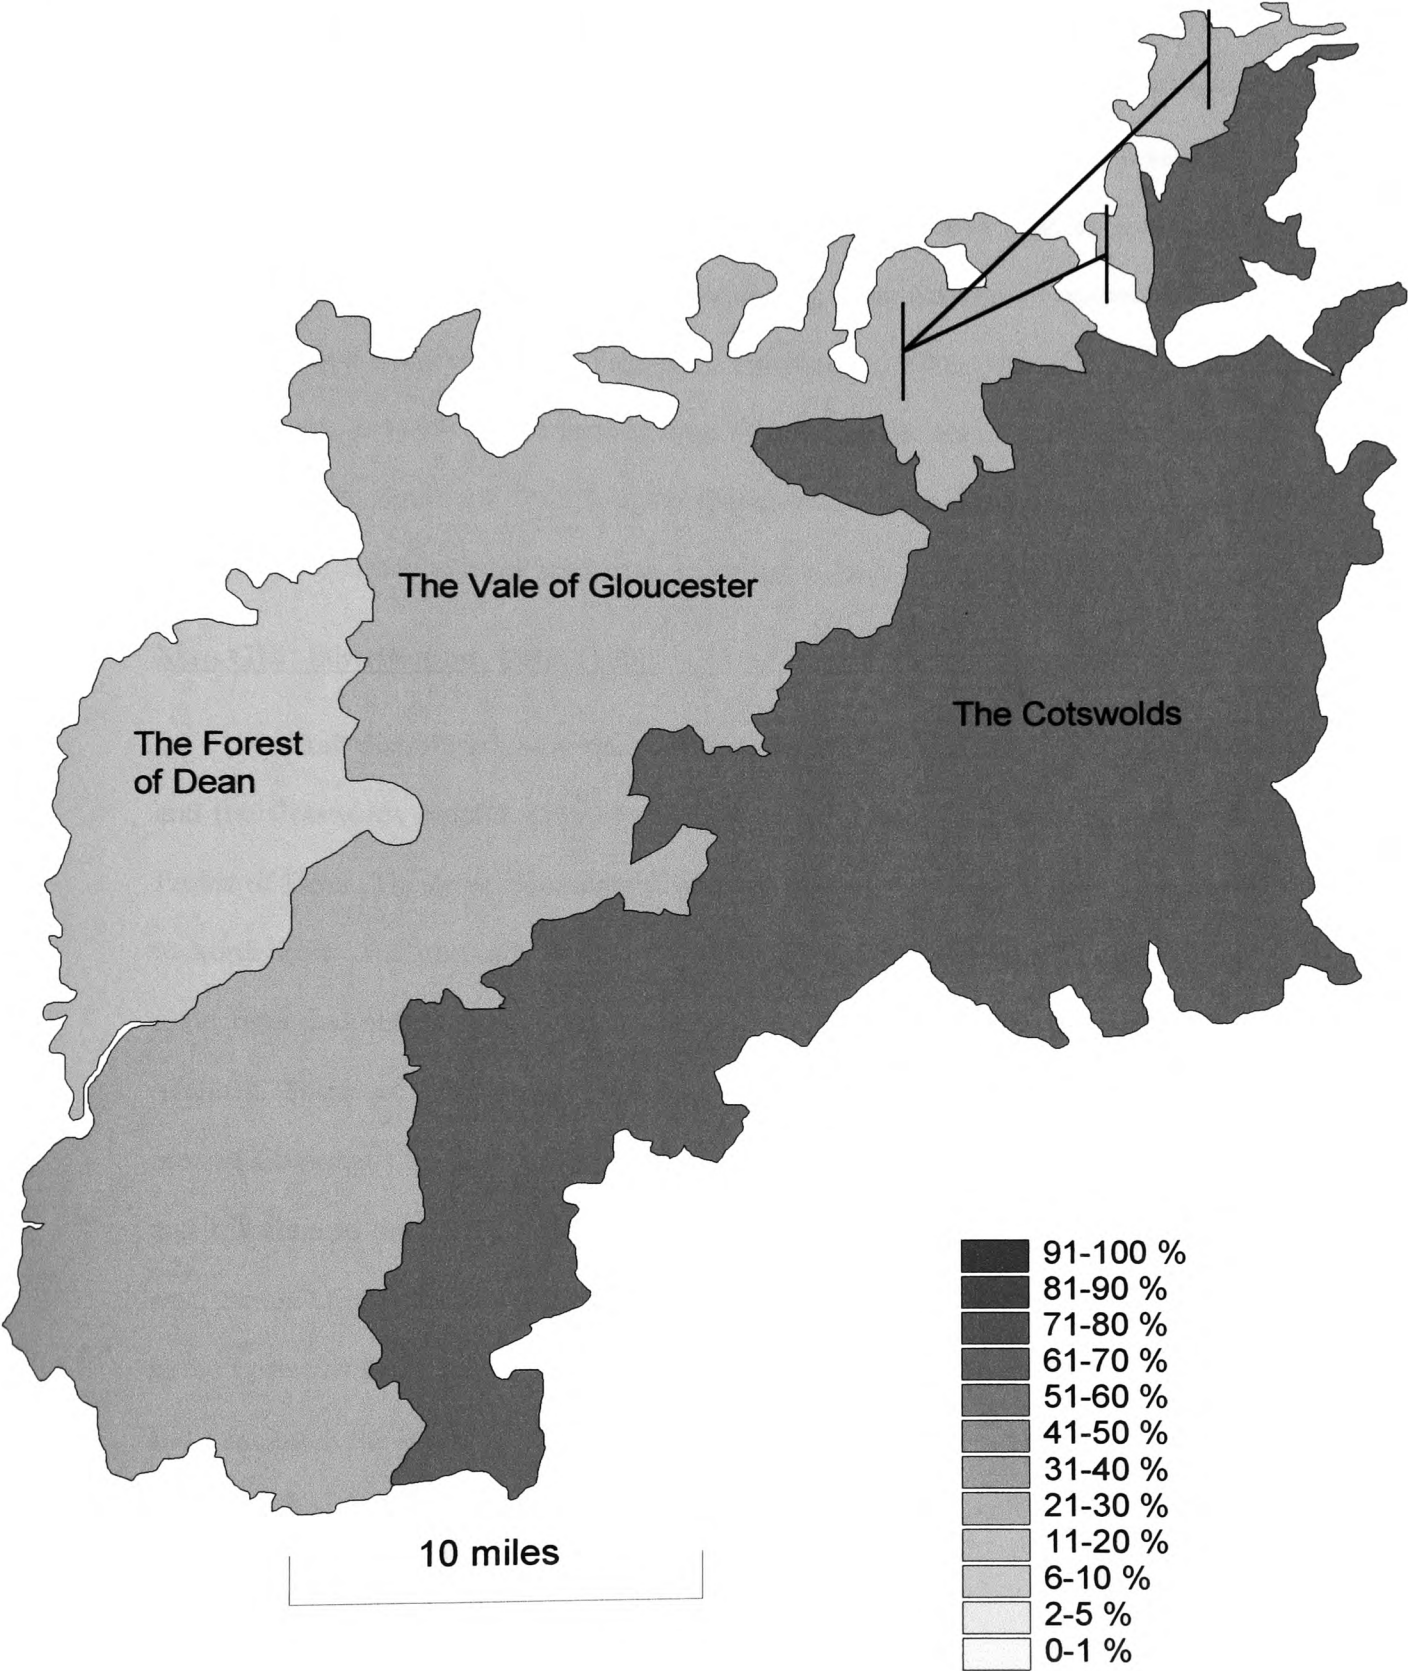 The Vale of Gloucester
The Cotswolds
The Forest
of Dean
10 miles
91-100 %
81-90 %
71-80 %
61-70 %
51-60 %
41-50 %
31-40 %
21-30 %
11-20 %
6-10 %
2-5 %
0-1 %